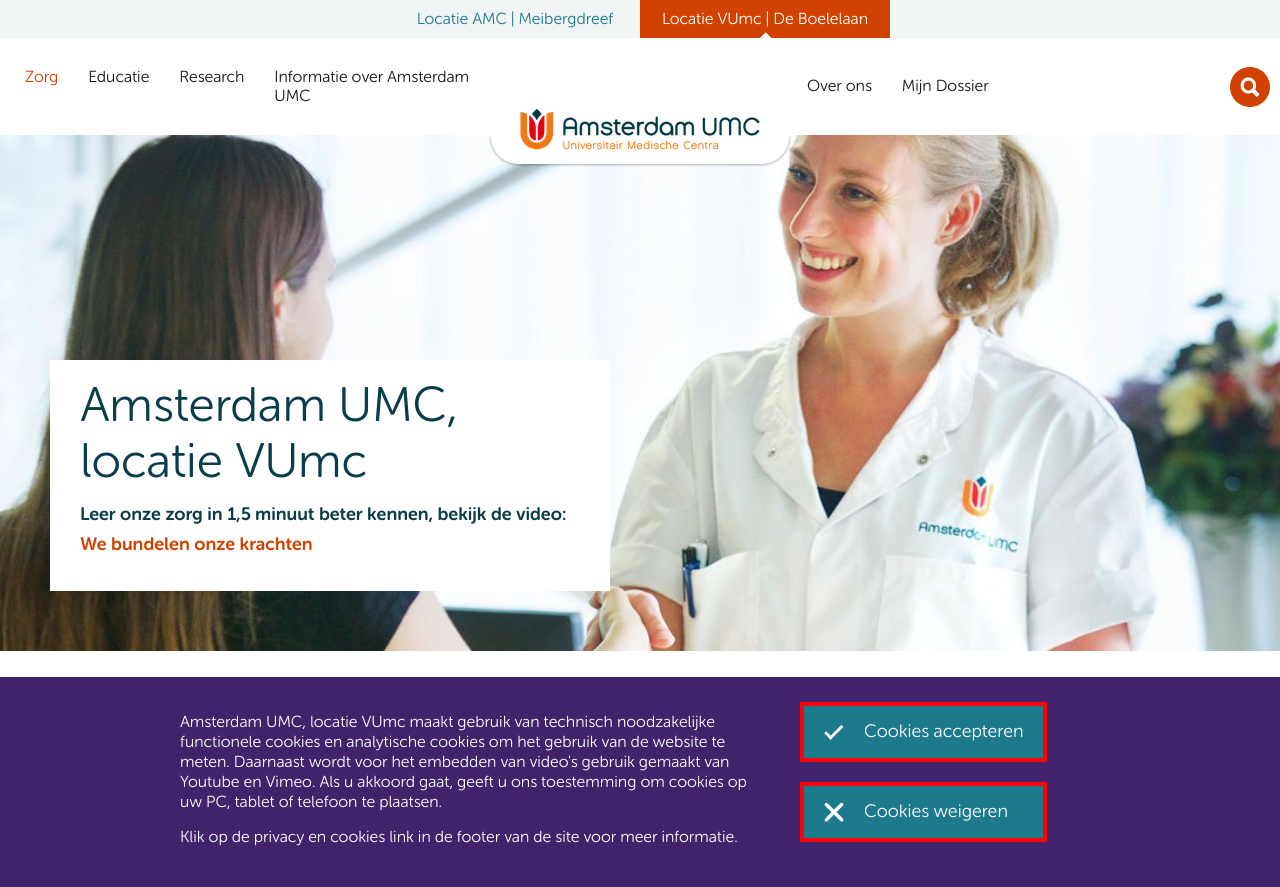 Locatie AMC | Meibergdreef
Locatie VUmc | De Boelelaan
Zorg
Educatie
Research
Informatie over Amsterdam
UMC
Over ons
Mijn Dossier
Amsterdam UMC
Universitair Medische Centra
Amsterdam UMC
Amsterdam UMC,
locatie VUmc
Leer onze zorg in 1,5 minuut beter kennen, bekijk de video:
We bundelen onze krachten
Amsterdam UMC, locatie VUmc maakt gebruik van technisch noodzakelijke
functionele cookies en analytische cookies om het gebruik van de website te
meten. Daarnaast wordt voor het embedden van video's gebruik gemaakt van
Youtube en Vimeo. Als u akkoord gaat, geeft u ons toestemming om cookies op
uw PC, tablet of telefoon te plaatsen.
Klik op de privacy en cookies link in de footer van de site voor meer informatie.
Cookies accepteren
Cookies weigeren